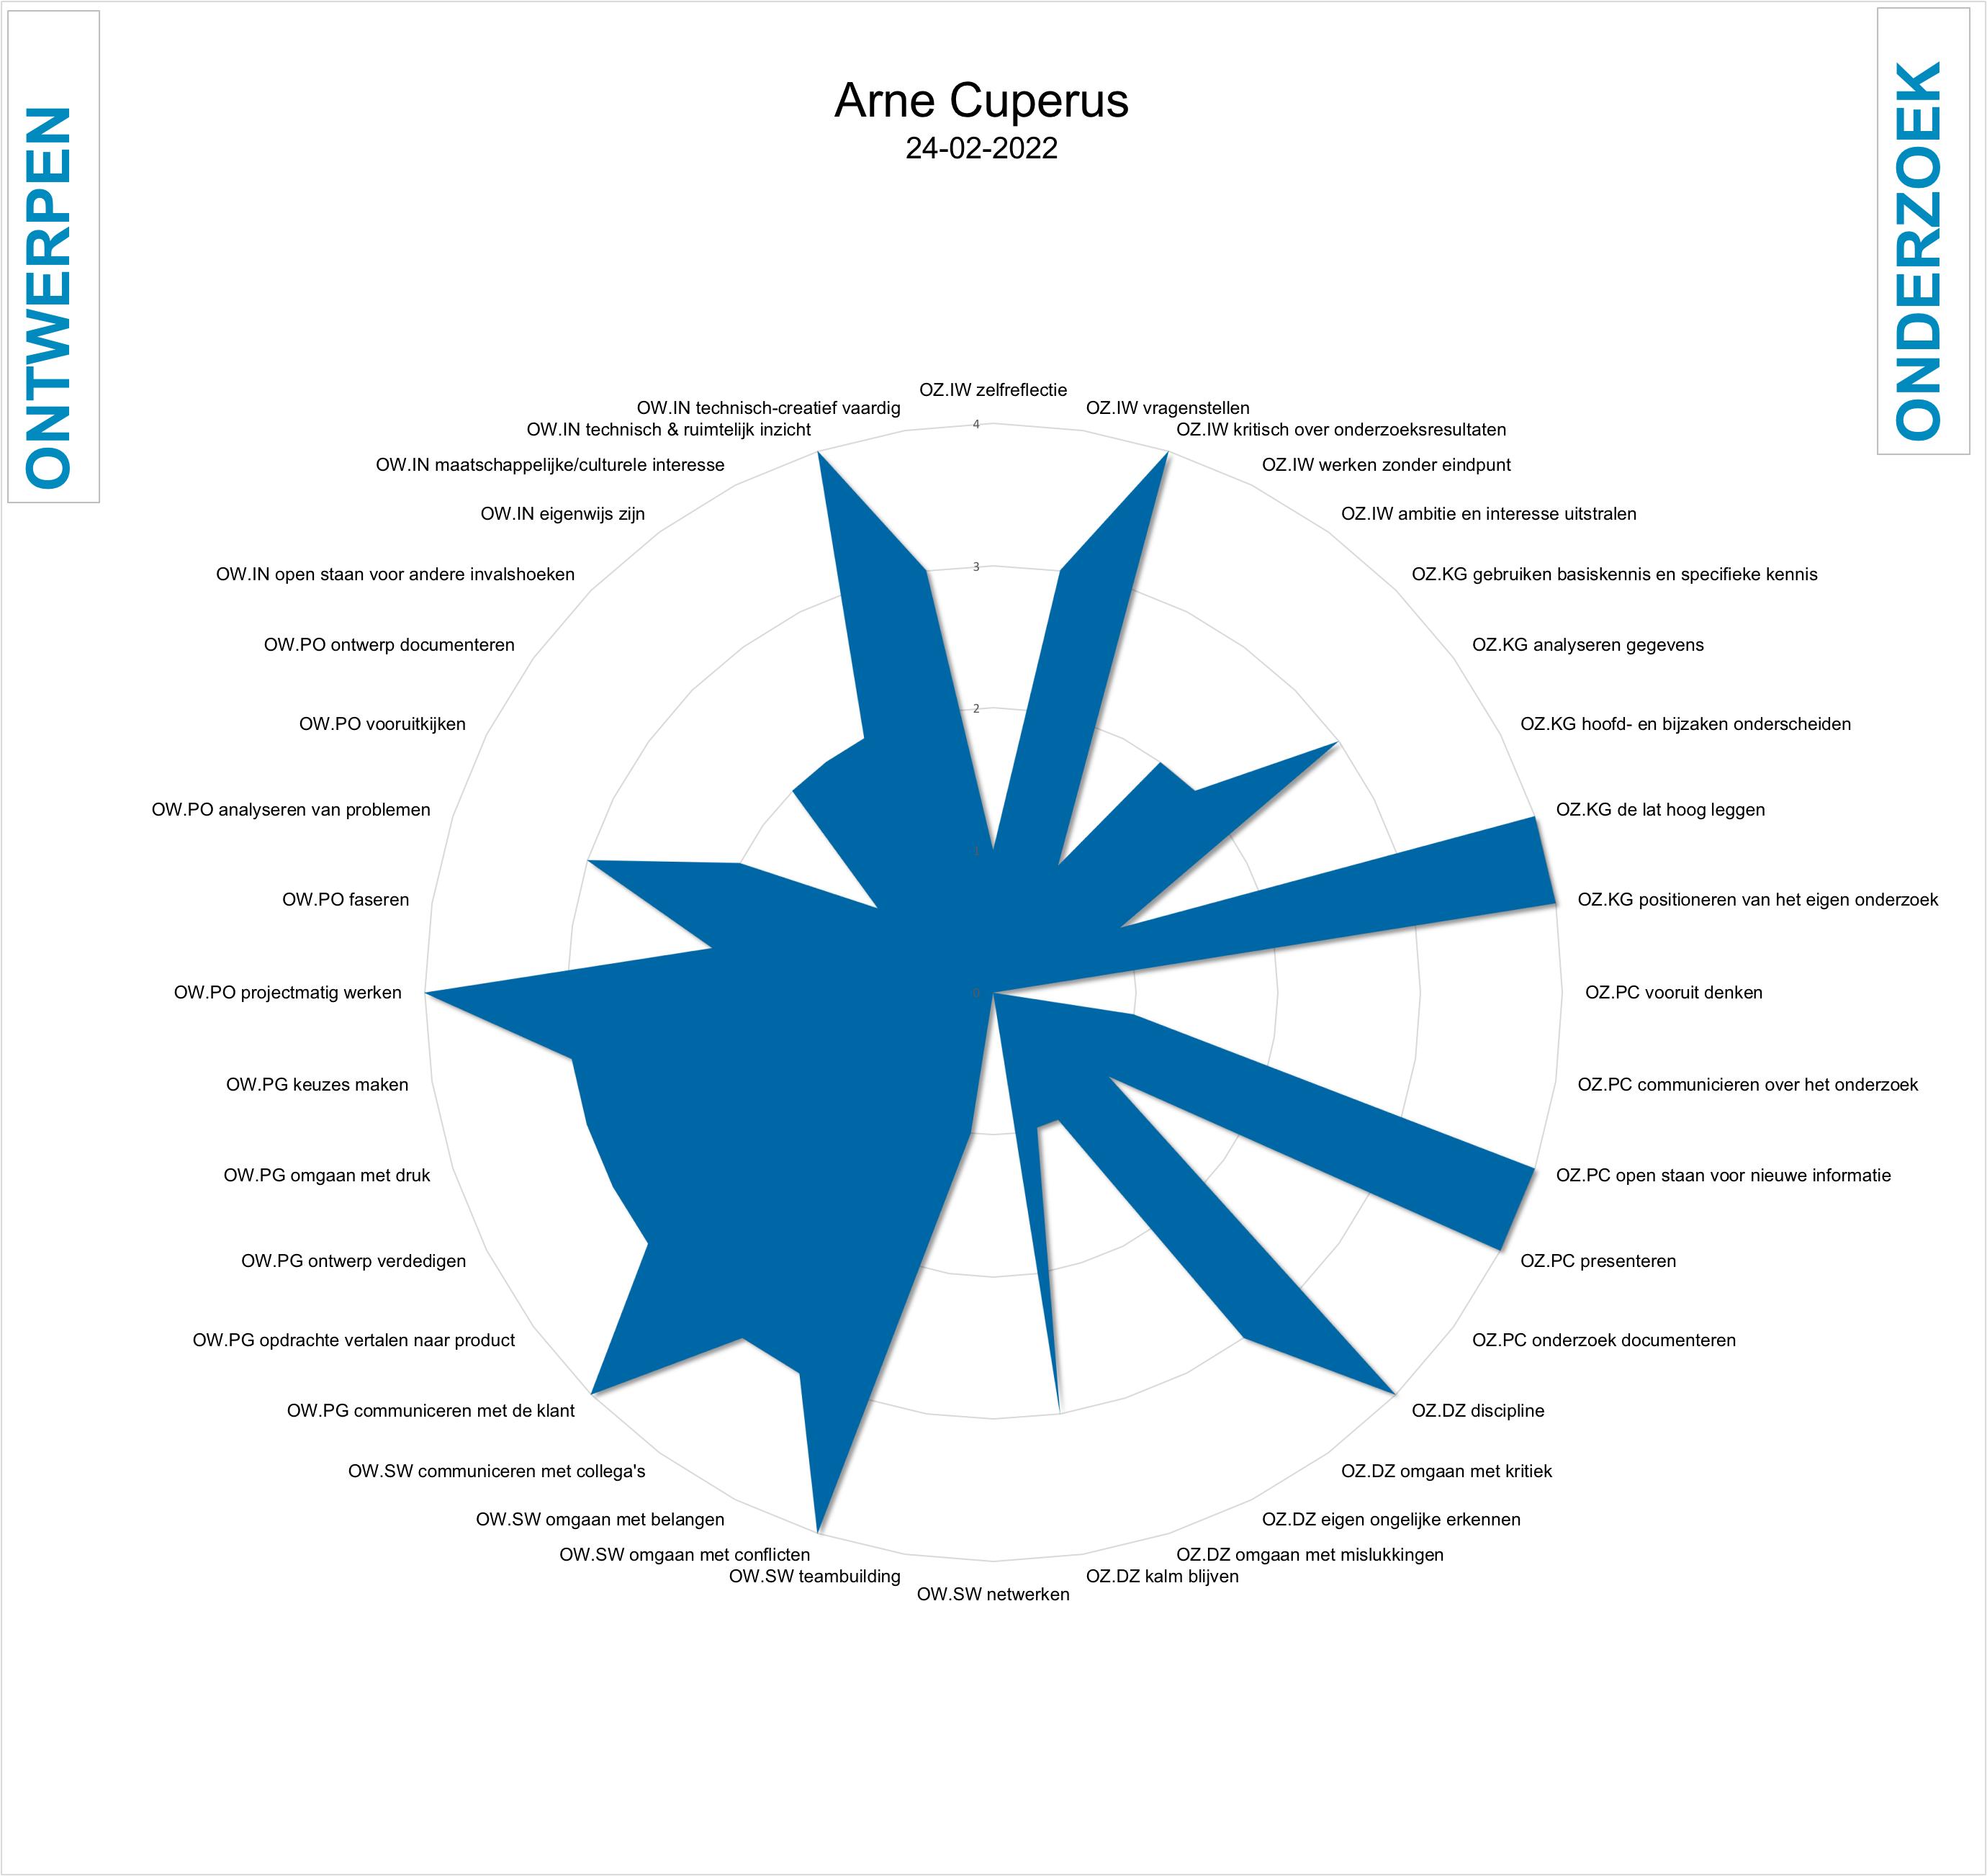 ONTWERPEN
ONDERZOEK
Arne Cuperus
24-02-2022
OZ.IW zelfreflectie
OZ.IW vragenstellen
OZ.IW kritisch over onderzoeksresultaten
OZ.IW werken zonder eindpunt
OZ.IW ambitie en interesse uitstralen
OZ.KG gebruiken basiskennis en specifieke kennis
OZ.KG analyseren gegevens
OZ.KG hoofd- en bijzaken onderscheiden
OZ.KG de lat hoog leggen
OZ.KG positioneren van het eigen onderzoek
OZ.PC vooruit denken
OZ.PC communicieren over het onderzoek
OZ.PC open staan voor nieuwe informatie
OZ.PC presenteren
OZ.PC onderzoek documenteren
OZ.DZ discipline
OZ.DZ omgaan met kritiek
OZ.DZ eigen ongelijke erkennen
OZ.DZ omgaan met mislukkingen
OZ.DZ kalm blijven
OW.SW netwerken
OW.SW teambuilding
OW.SW omgaan met conflicten
OW.SW omgaan met belangen
OW.SW communiceren met collega's
OW.PG communiceren met de klant
OW.PG opdrachte vertalen naar product
OW.PG ontwerp verdedigen
OW.PG omgaan met druk
OW.PG keuzes maken
OW.PO projectmatig werken
OW.PO faseren
OW.PO analyseren van problemen
OW.PO vooruitkijken
OW.PO ontwerp documenteren
OW.IN open staan voor andere invalshoeken
OW.IN eigenwijs zijn
OW.IN maatschappelijke/culturele interesse
OW.IN technisch & ruimtelijk inzicht
OW.IN technisch-creatief vaardig
4
3
2
1
0